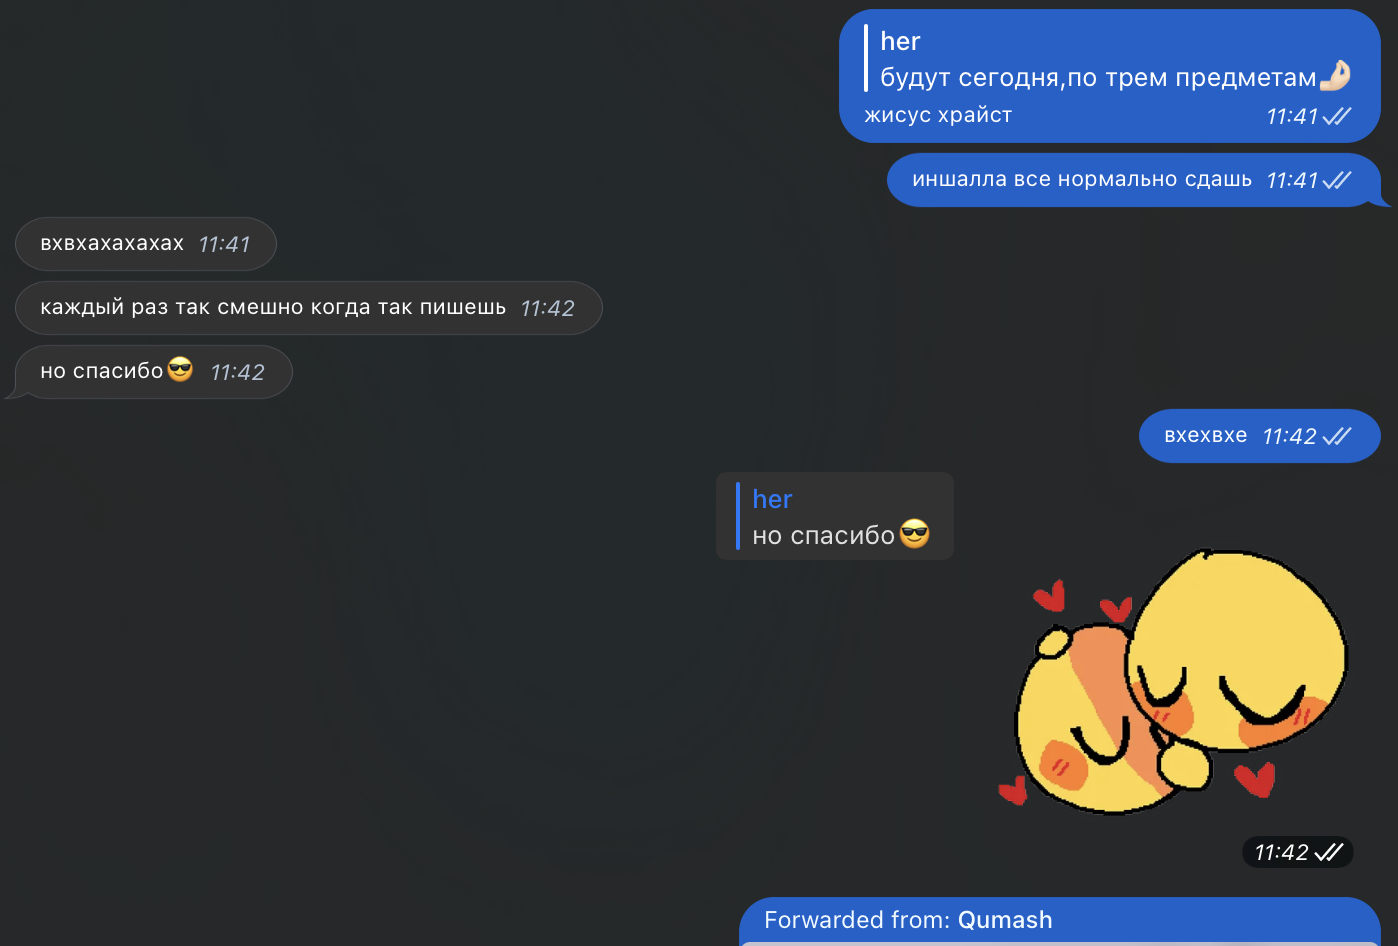 her
будут сегодня,по трем предметам👌🏻
жисус храйст 11:41
иншалла все нормально сдашь 11:41
вхвхахахахах 11:41
каждый раз так смешно когда так пишешь 11:42
но спасибо😎 11:42
вхехвхе 11:42
her
но спасибо😎
11:42
Forwarded from: Qumash